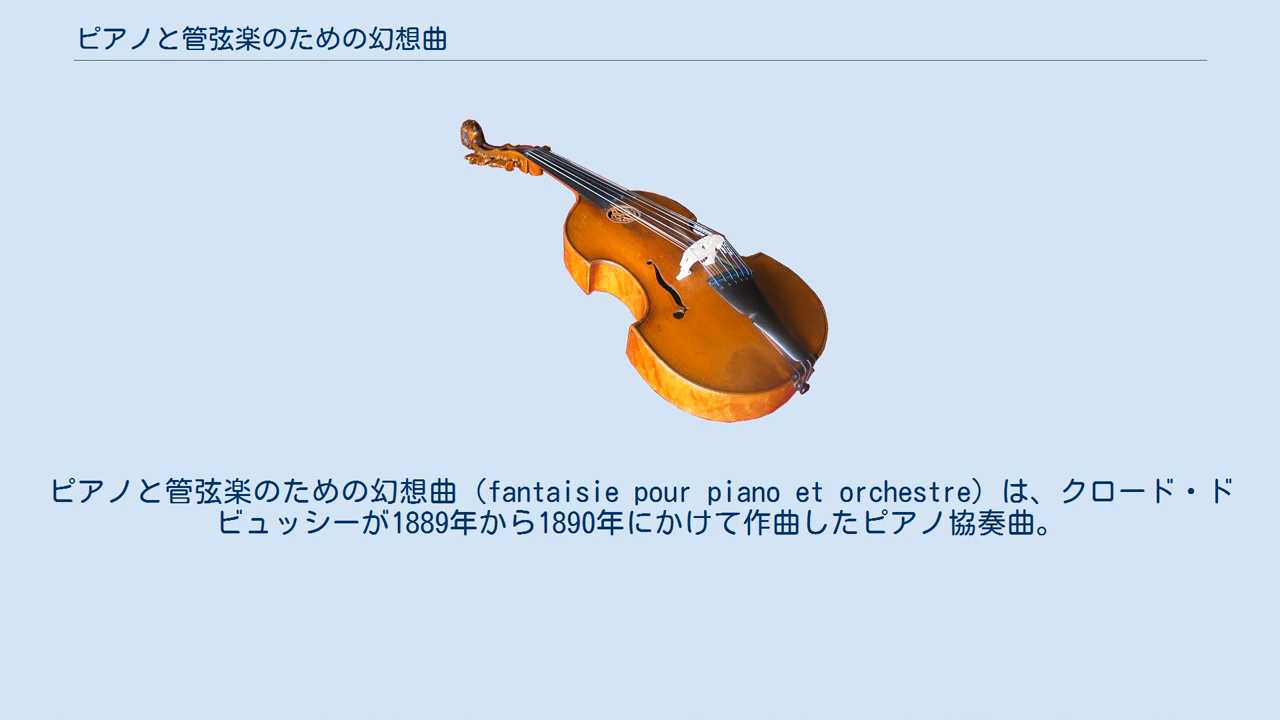 ピアノと管弦楽のための幻想曲
ピアノと管弦楽のための幻想曲（fantaisie pour piano et orchestre）は、クロード・ド
ビュッシーが1889年から1890年にかけて作曲したピアノ協奏曲。